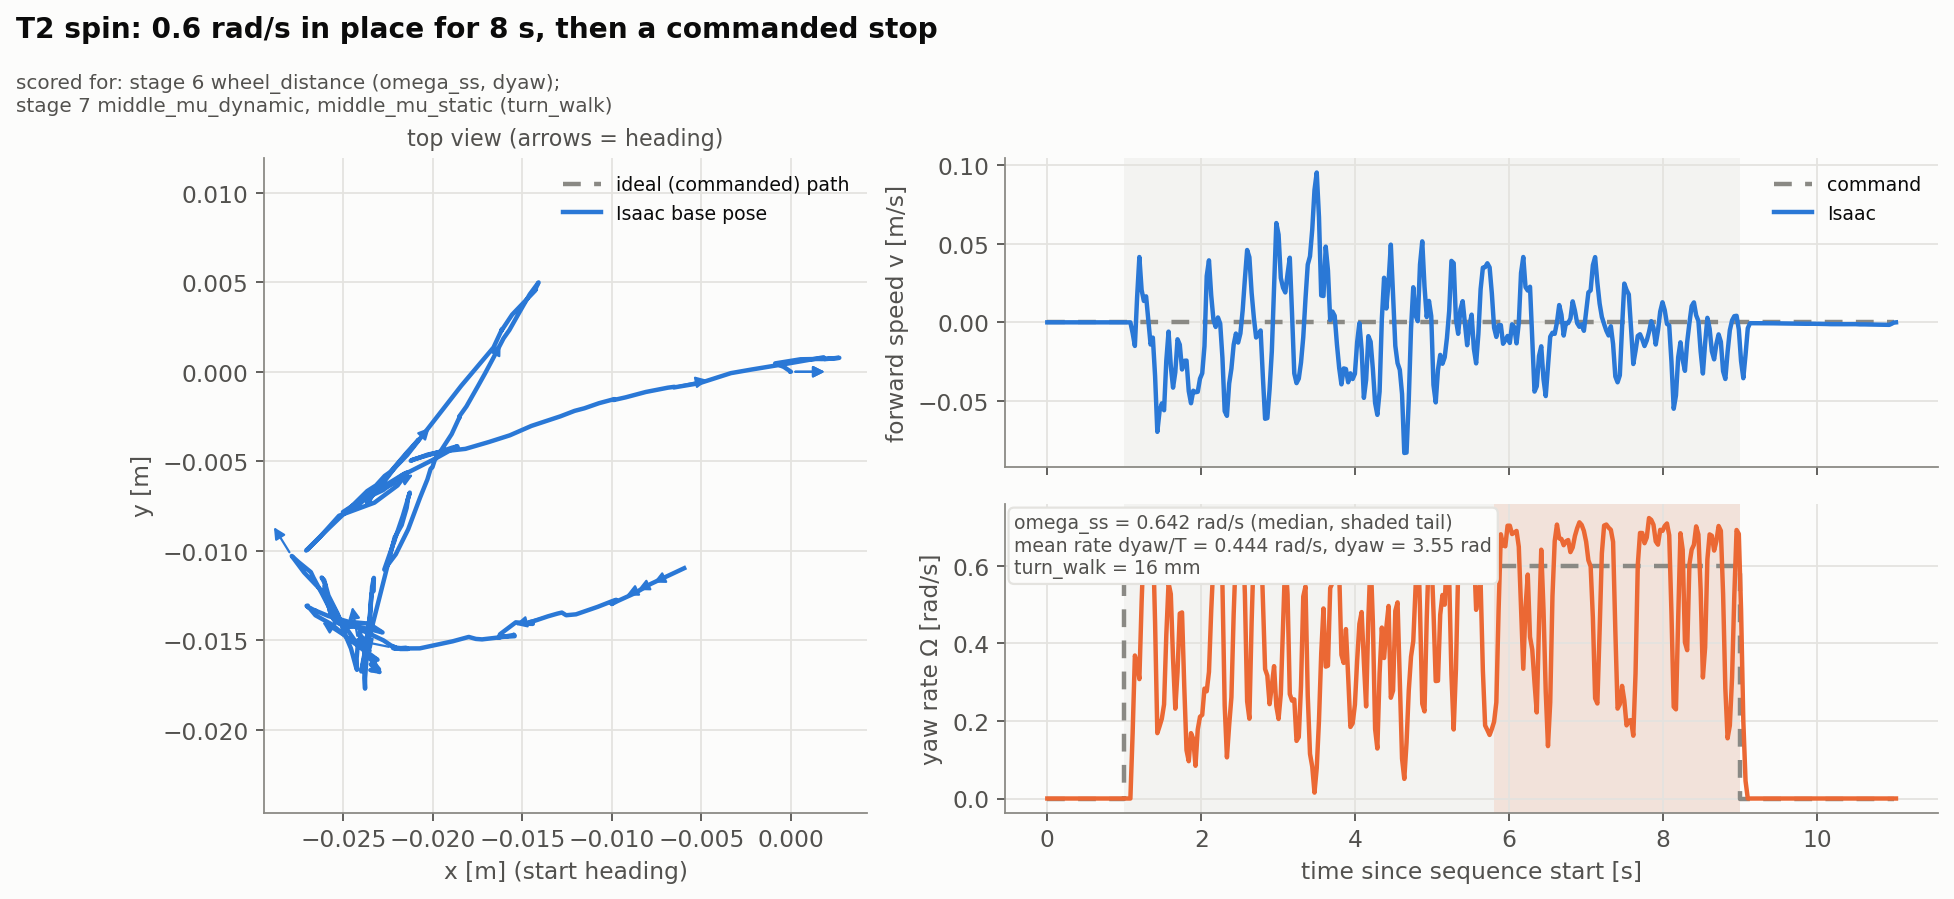 T2 spin: 0.6 rad/s in place for 8 s, then a commanded stop
scored for: stage 6 wheel_distance (omega_ss, dyaw);
stage 7 middle_mu_dynamic, middle_mu_static (turn_walk)
top view (arrows = heading)
ideal (commanded) path
Isaac base pose
0.010
0.005
0.000
−0.005
−0.010
−0.015
−0.020
y [m]
−0.025 −0.020 −0.015 −0.010 −0.005 0.000
x [m] (start heading)
command
Isaac
0.10
0.05
0.00
−0.05
forward speed v [m/s]
omega_ss = 0.642 rad/s (median, shaded tail)
mean rate dyaw/T = 0.444 rad/s, dyaw = 3.55 rad
turn_walk = 16 mm
0.6
0.4
0.2
0.0
yaw rate Ω [rad/s]
0 2 4 6 8 10
time since sequence start [s]